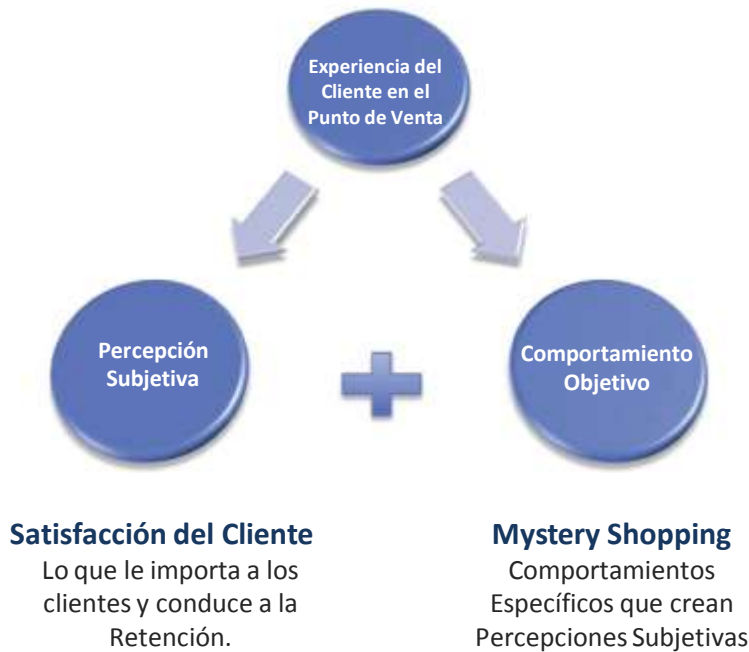 Experiencia del
Cliente en el
Punto de Venta
Percepción
Subjetiva
Comportamiento
Objetivo
Satisfacción del Cliente
Lo que le importa a los
clientes y conduce a la
Retención.
Mystery Shopping
Comportamientos
Específicos que crean
Percepciones Subjetivas